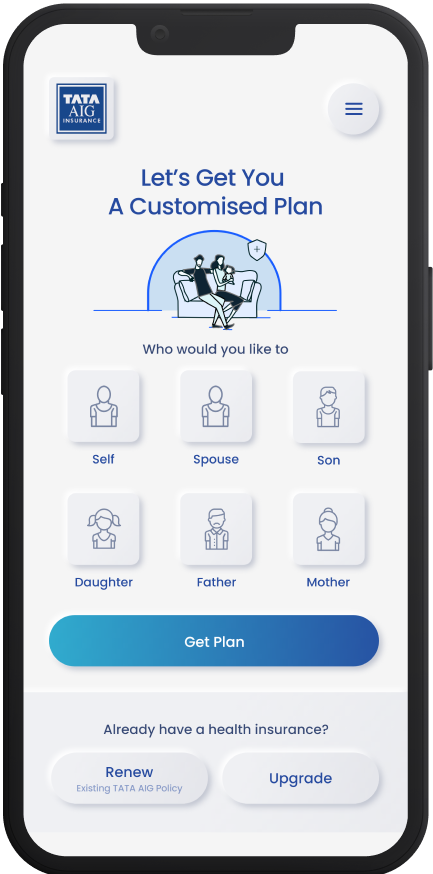 TATA
AIG
INSURANCE
Let's Get You
A Customised Plan
Who would you like to
Self
Spouse
Son
Daughter
Father
Mother
Get Plan
Already have a health insurance?
Renew
Existing TATA AIG Policy
Upgrade